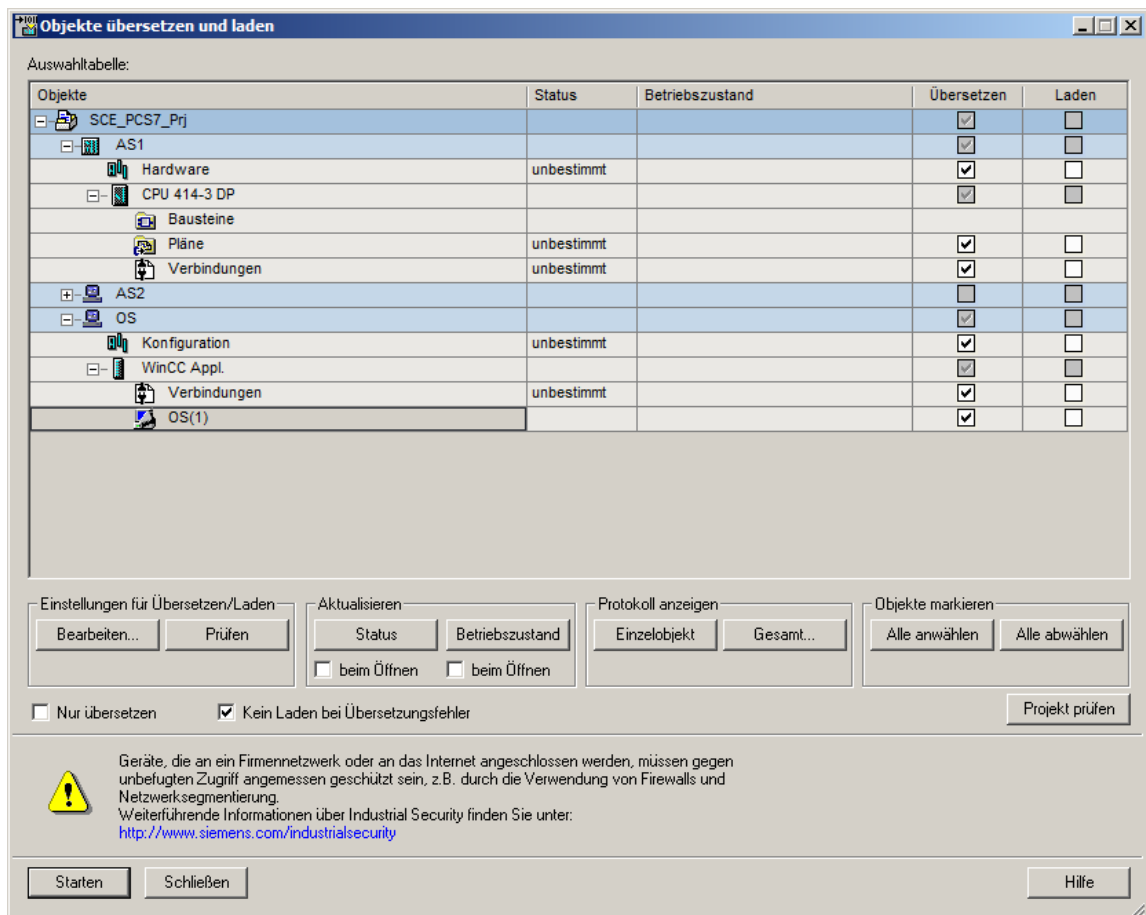 Objekte übersetzen und laden
Auswahltabelle:
Objekte Status Betriebszustand Übersetzen Laden
SCE_PCS7_Prj
AS1
Hardware unbestimmt
CPU 414-3 DP
Bausteine
Pläne unbestimmt
Verbindungen unbestimmt
AS2
OS
Konfiguration unbestimmt
WinCC Appl.
Verbindungen unbestimmt
OS(1)
Einstellungen für Übersetzen/Laden Aktualisieren Protokoll anzeigen Objekte markieren
Bearbeiten... Prüfen Status Betriebszustand Einzelobjekt Gesamt... Alle anwählen Alle abwählen
beim Öffnen beim Öffnen
Nur übersetzen Kein Laden bei Übersetzungsfehler Projekt prüfen
Geräte, die an ein Firmennetzwerk oder an das Internet angeschlossen werden, müssen gegen
unbefugten Zugriff angemessen geschützt sein, z.B. durch die Verwendung von Firewalls und
Netzwerksegmentierung.
Weiterführende Informationen über Industrial Security finden Sie unter:
http://www.siemens.com/industrialsecurity
Starten Schließen Hilfe